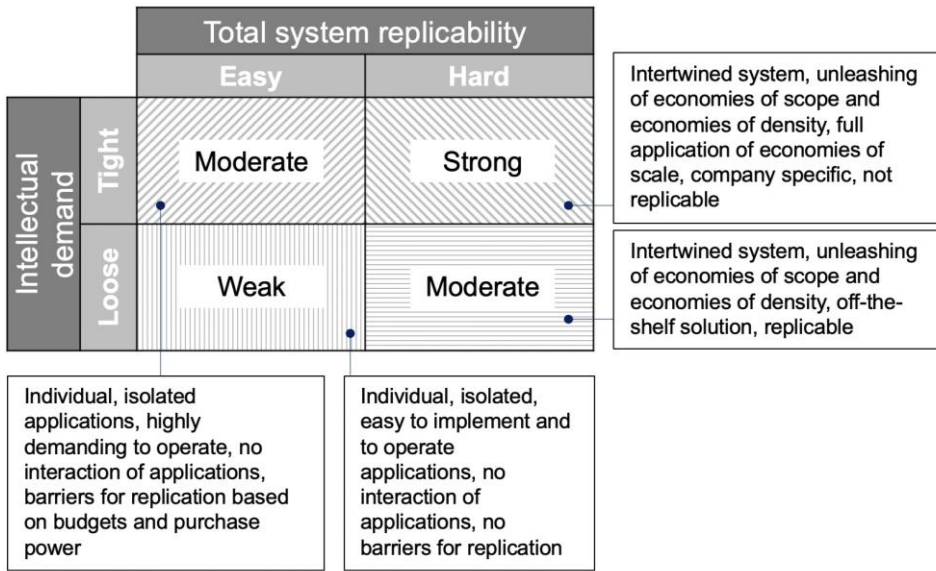 Total system replicability
Easy
Hard
Intellectual
demand
Tight
Loose
Moderate
Strong
Weak
Moderate
Intertwined system, unleashing
of economies of scope and
economies of density, full
application of economies of
scale, company specific, not
replicable
Intertwined system, unleashing
of economies of scope and
economies of density, off-the-
shelf solution, replicable
Individual, isolated
applications, highly
demanding to operate, no
interaction of applications,
barriers for replication based
on budgets and purchase
power
Individual, isolated,
easy to implement and
to operate
applications, no
interaction of
applications, no
barriers for replication